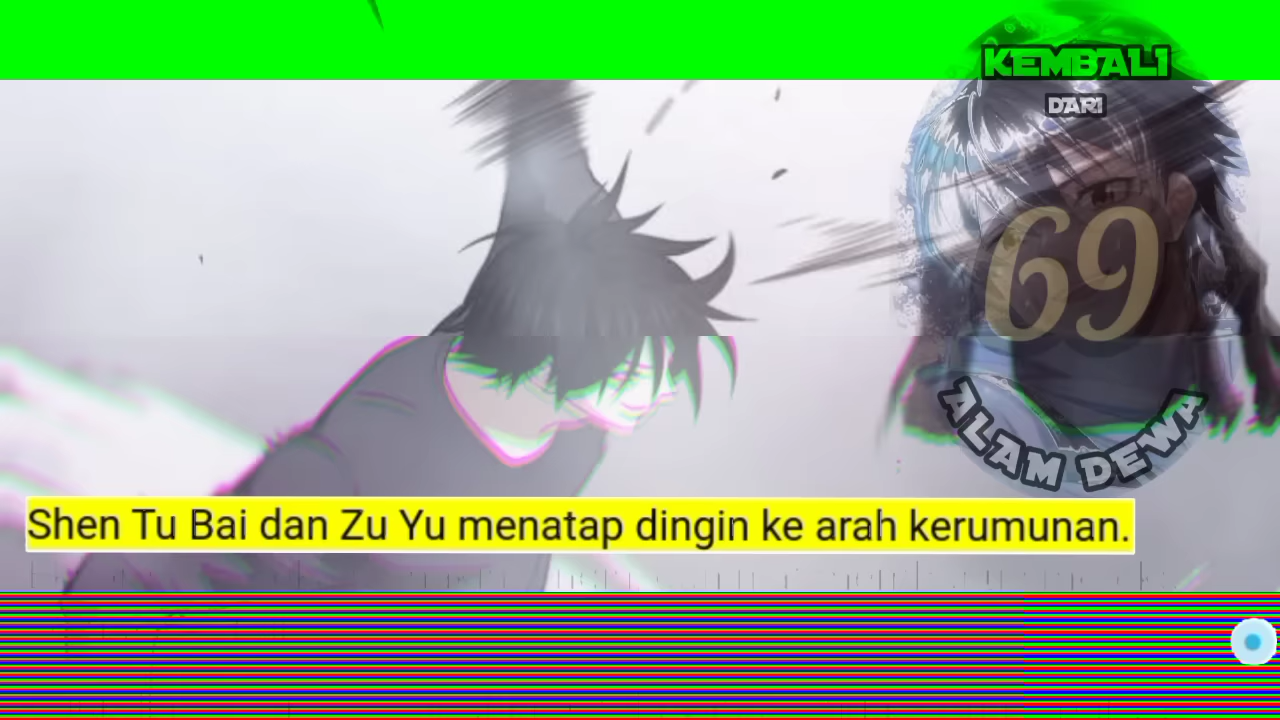 KEMBALI
DARI
69
ALAM DEWA
Shen Tu Bai dan Zu Yu menatap dingin ke arah kerumunan.